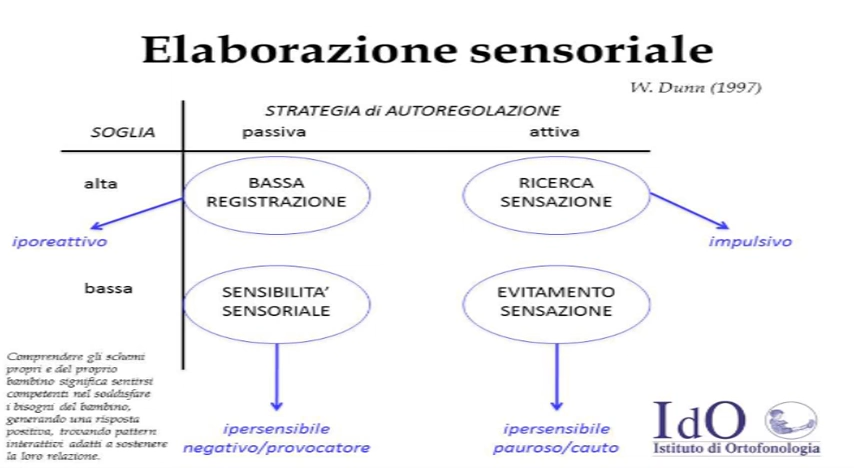 Elaborazione sensoriale
W. Dunn (1997)
STRATEGIA di AUTOREGOLAZIONE
SOGLIA passiva attiva
alta BASSA REGISTRAZIONE RICERCA SENSAZIONE
iporeattivo impulsivo
bassa SENSIBILITA’ SENSORIALE EVITAMENTO SENSAZIONE
Comprendere gli schemi
propri e del proprio
bambino significa sentirsi
competenti nel soddisfare
i bisogni del bambino,
generando una risposta
positiva, trovando pattern
interattivi adatti a sostenere
la loro relazione.
ipersensibile
negativo/provocatore
ipersensibile
pauroso/cauto
IdO
Istituto di Ortofonologia